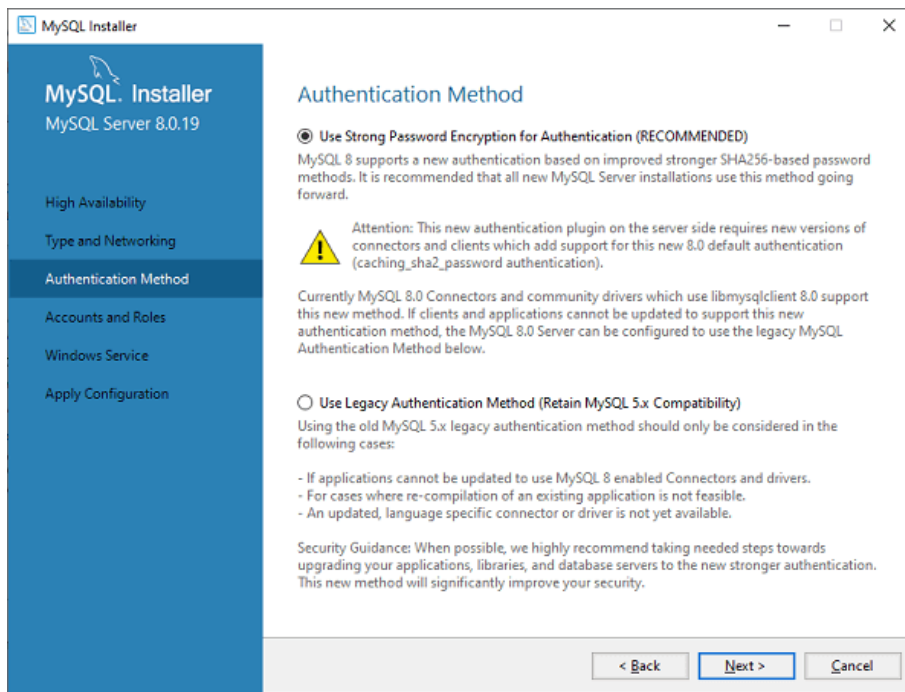 MySQL Installer
MySQL. Installer
MySQL Server 8.0.19
High Availability
Type and Networking
Authentication Method
Accounts and Roles
Windows Service
Apply Configuration
Authentication Method
Use Strong Password Encryption for Authentication (RECOMMENDED)
MySQL 8 supports a new authentication based on improved stronger SHA256-based password
methods. It is recommended that all new MySQL Server installations use this method going
forward.
Attention: This new authentication plugin on the server side requires new versions of
connectors and clients which add support for this new 8.0 default authentication
(caching_sha2_password authentication).
Currently MySQL 8.0 Connectors and community drivers which use libmysqlclient 8.0 support
this new method. If clients and applications cannot be updated to support this new
authentication method, the MySQL 8.0 Server can be configured to use the legacy MySQL
Authentication Method below.
Use Legacy Authentication Method (Retain MySQL 5.x Compatibility)
Using the old MySQL 5.x legacy authentication method should only be considered in the
following cases:
- If applications cannot be updated to use MySQL 8 enabled Connectors and drivers.
- For cases where re-compilation of an existing application is not feasible.
- An updated, language specific connector or driver is not yet available.
Security Guidance: When possible, we highly recommend taking needed steps towards
upgrading your applications, libraries, and database servers to the new stronger authentication.
This new method will significantly improve your security.
< Back
Next >
Cancel